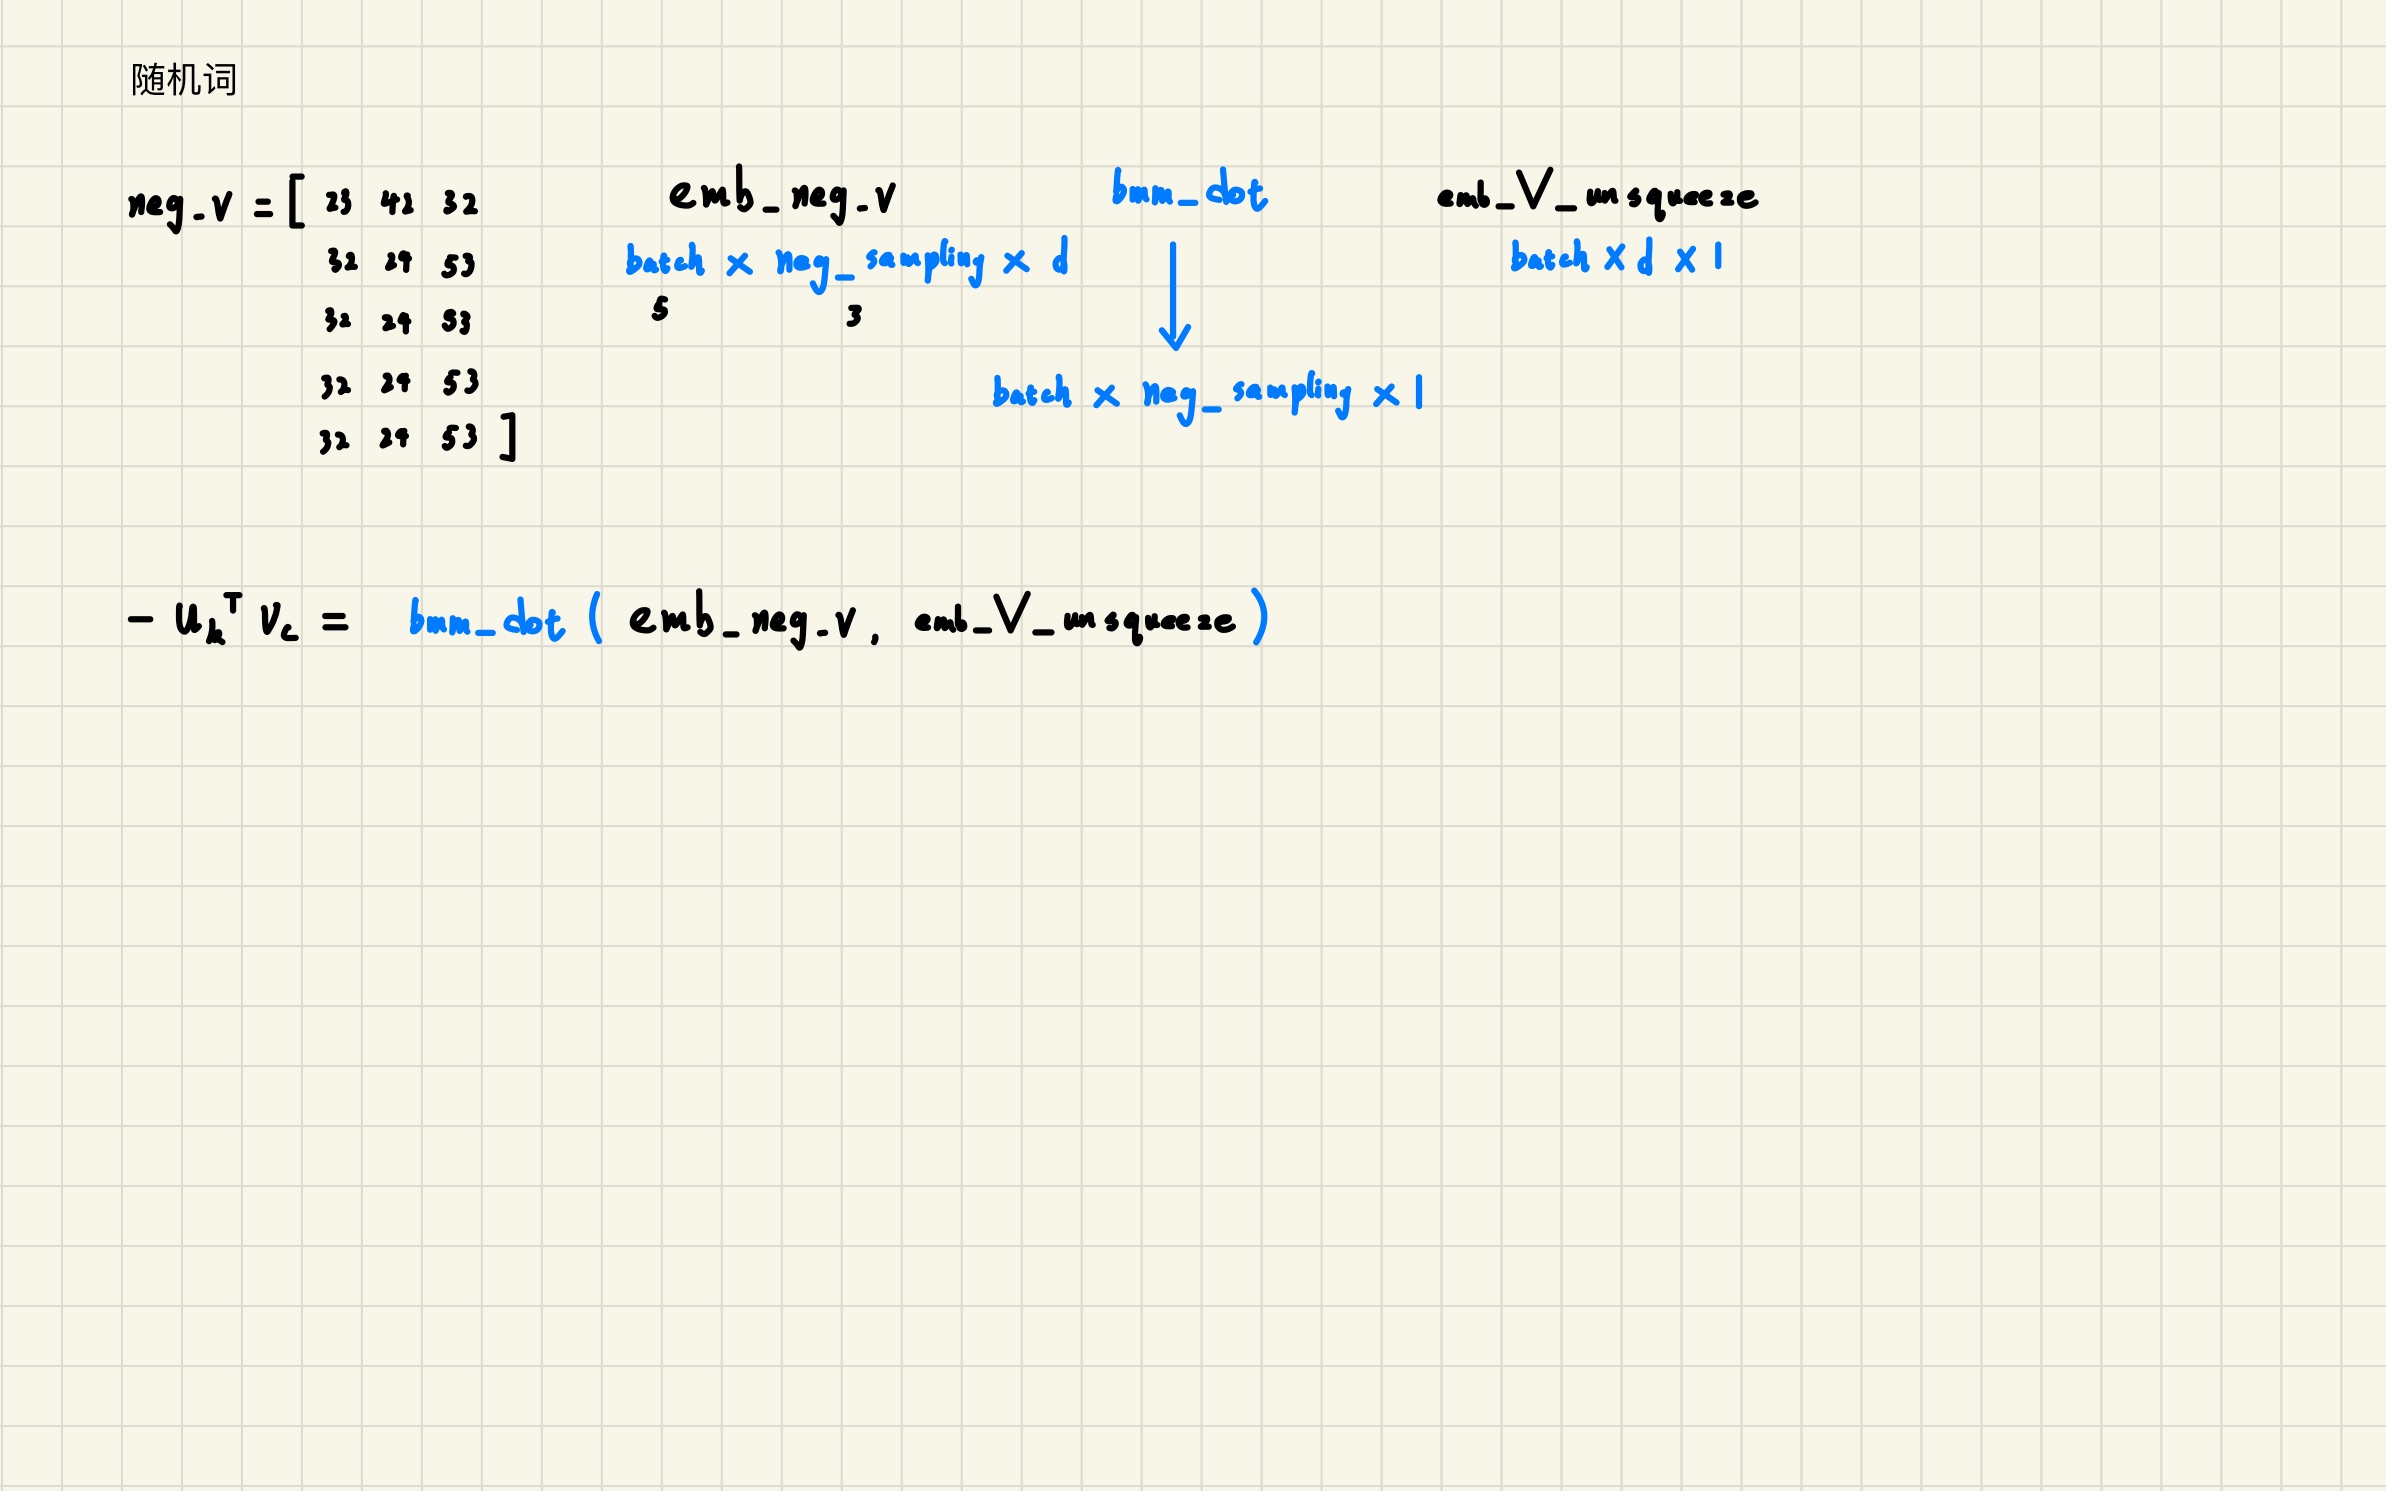 随机词
neg_v = [ 23 42 32
32 24 53
32 24 53
32 24 53
32 24 53 ]
emb_neg_v
batch × neg_sampling × d
5 3
bmm_dot
emb_V_unsqueeze
batch × d × 1
batch × neg_sampling × 1
- u_k^T v_c = bmm_dot ( emb_neg_v, emb_V_unsqueeze )